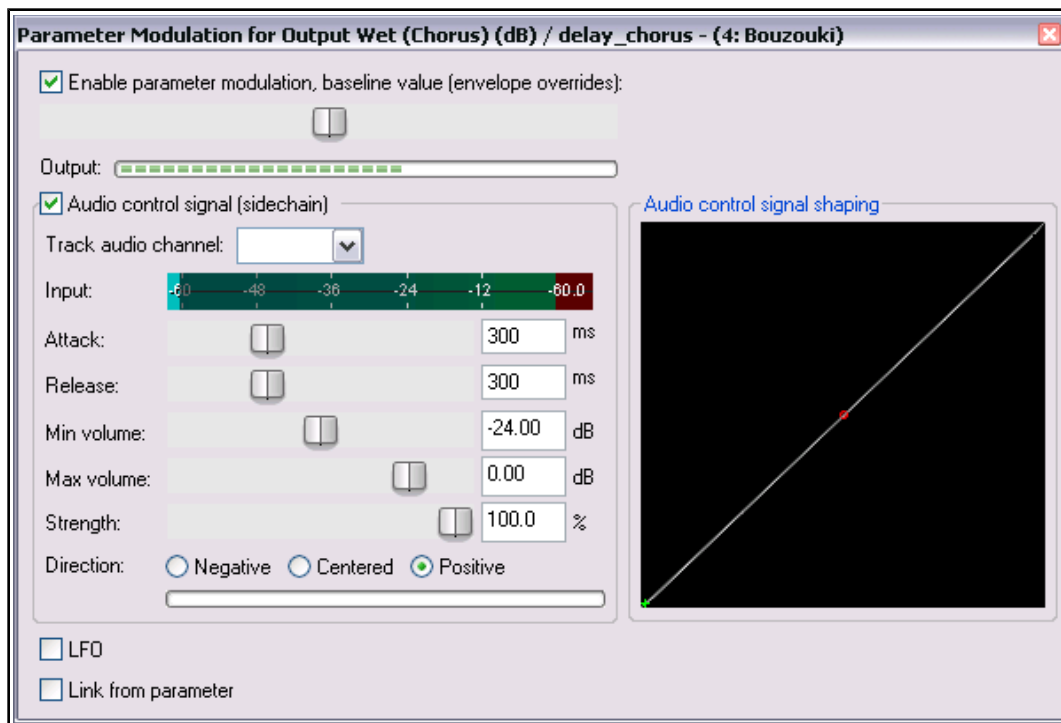 Parameter Modulation for Output Wet (Chorus) (dB) / delay_chorus - (4: Bouzouki)
Enable parameter modulation, baseline value (envelope overrides):
Output:
Audio control signal (sidechain)
Track audio channel:
Input: -60 -48 -36 -24 -12 -60.0
Attack: 300 ms
Release: 300 ms
Min volume: -24.00 dB
Max volume: 0.00 dB
Strength: 100.0 %
Direction: Negative Centered Positive
Audio control signal shaping
LFO
Link from parameter